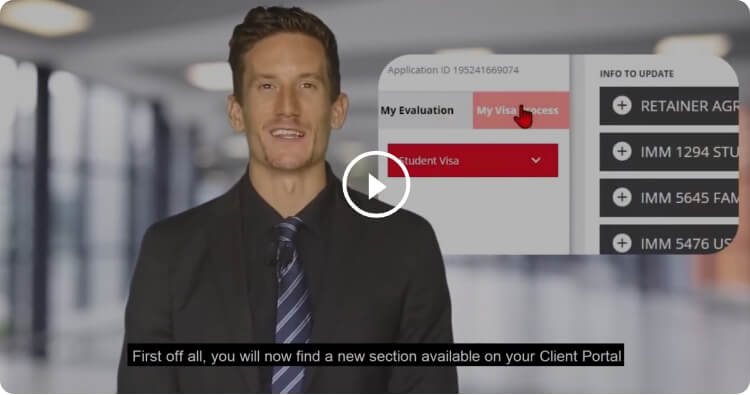 Application ID 195241669074
My Evaluation
My Visa Process
Student Visa
INFO TO UPDATE
RETAINER AGR
IMM 1294 STU
IMM 5645 FAM
IMM 5476 US
First off all, you will now find a new section available on your Client Portal